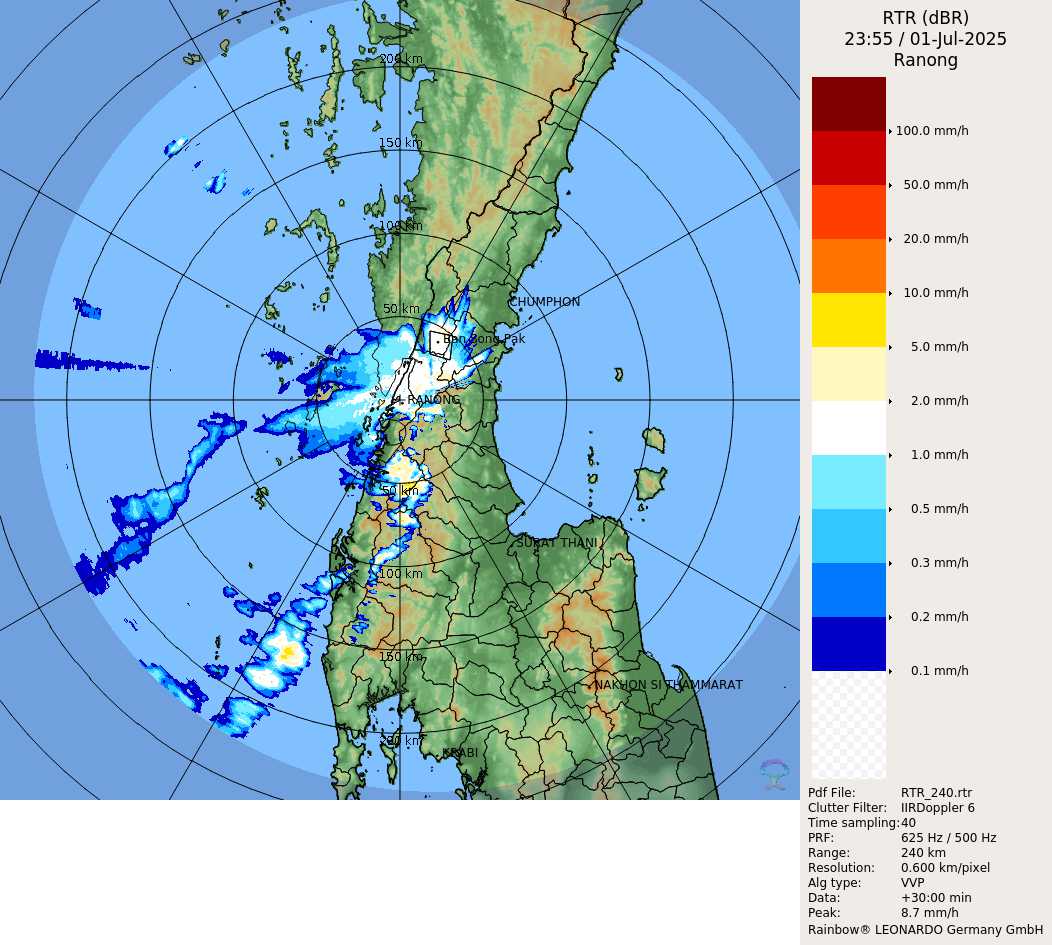 RTR (dBR)
23:55 / 01-Jul-2025
Ranong
200 km
150 km
100 km
50 km
CHUMPHON
Ban Bong Pak
RANONG
50 km
SURAT THANI
100 km
150 km
NAKHON SI THAMMARAT
200 km
KRABI
100.0 mm/h
50.0 mm/h
20.0 mm/h
10.0 mm/h
5.0 mm/h
2.0 mm/h
1.0 mm/h
0.5 mm/h
0.3 mm/h
0.2 mm/h
0.1 mm/h
Pdf File: RTR_240.rtr
Clutter Filter: IIRDoppler 6
Time sampling: 40
PRF: 625 Hz / 500 Hz
Range: 240 km
Resolution: 0.600 km/pixel
Alg type: VVP
Data: +30:00 min
Peak: 8.7 mm/h
Rainbow® LEONARDO Germany GmbH